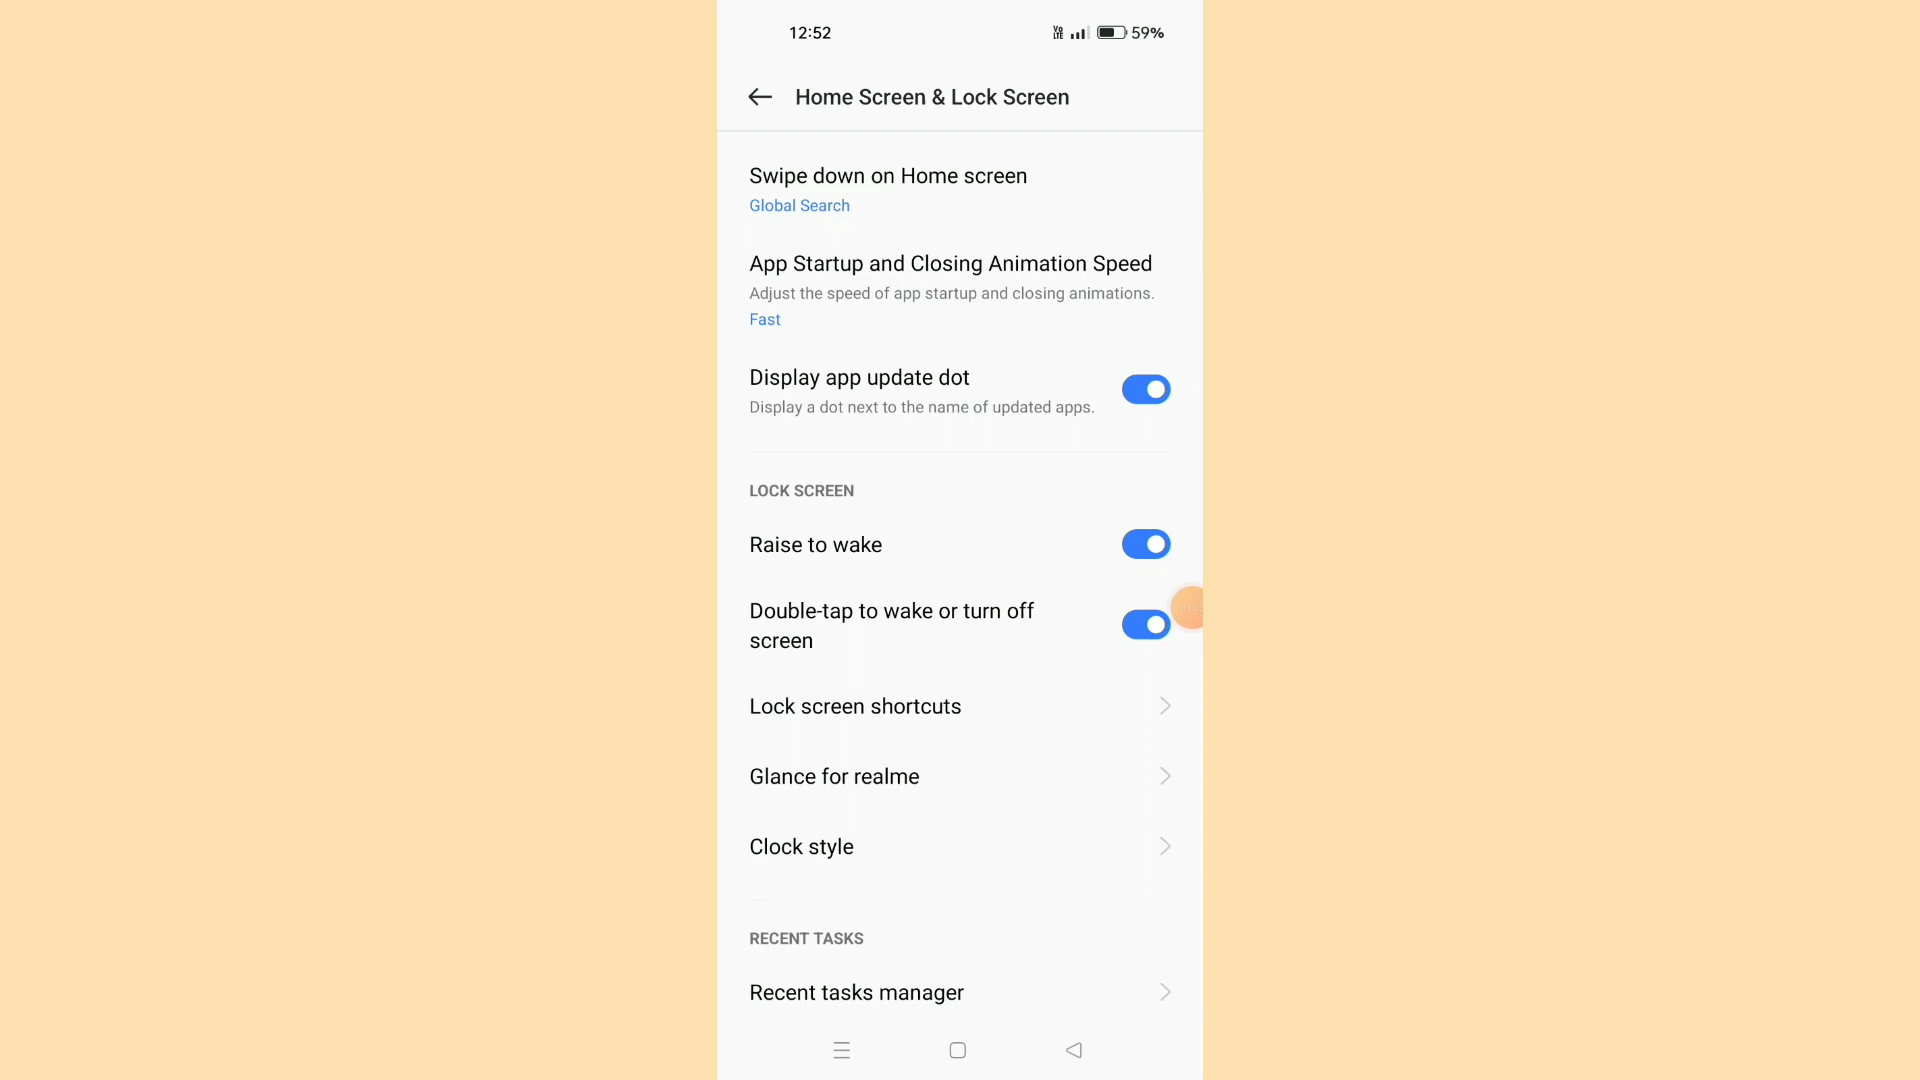 12:52
Vo
LTE
59%
Home Screen & Lock Screen
Swipe down on Home screen
Global Search
App Startup and Closing Animation Speed
Adjust the speed of app startup and closing animations.
Fast
Display app update dot
Display a dot next to the name of updated apps.
LOCK SCREEN
Raise to wake
Double-tap to wake or turn off
screen
Lock screen shortcuts
Glance for realme
Clock style
RECENT TASKS
Recent tasks manager